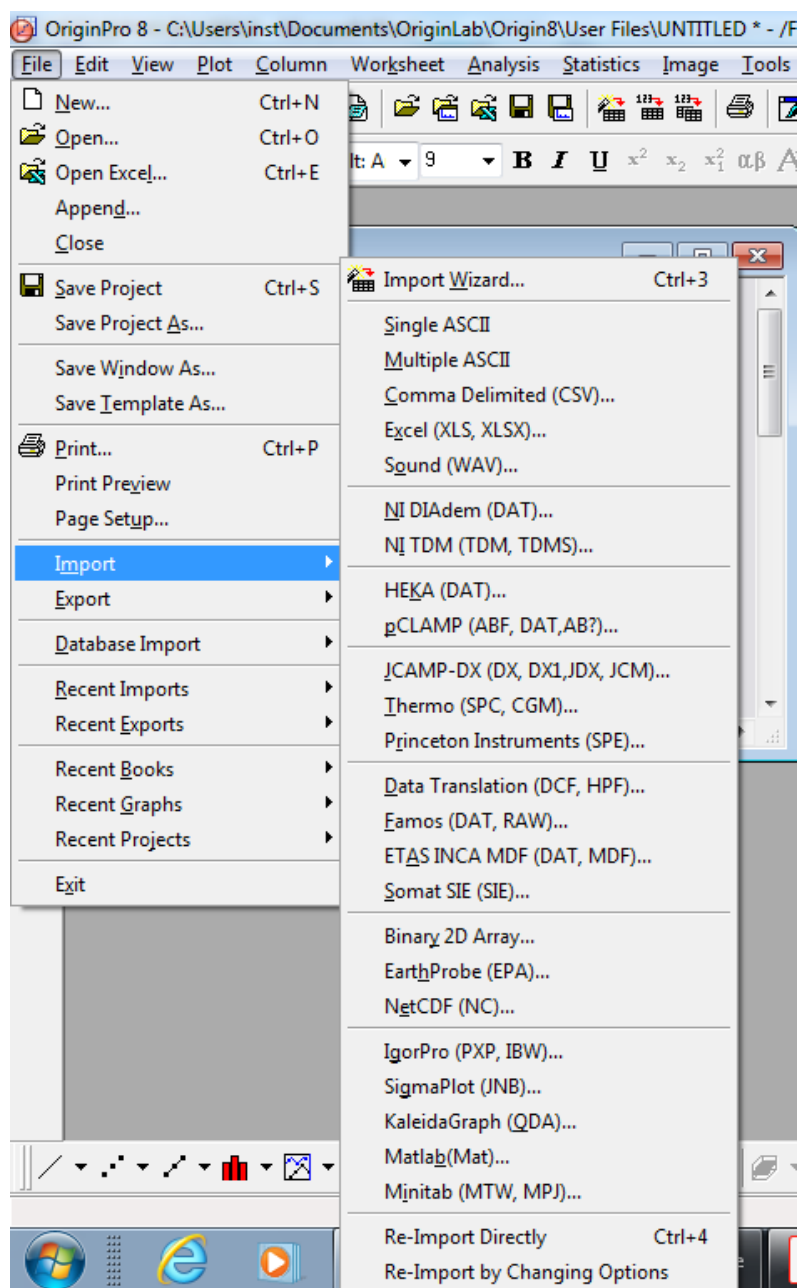 OriginPro 8 - C:\Users\inst\Documents\OriginLab\Origin8\User Files\UNTITLED * - /F
File Edit View Plot Column Worksheet Analysis Statistics Image Tools
New... Ctrl+N
Open... Ctrl+O
Open Excel... Ctrl+E
Append...
Close
Save Project Ctrl+S
Save Project As...
Save Window As...
Save Template As...
Print... Ctrl+P
Print Preview
Page Setup...
Import
Export
Database Import
Recent Imports
Recent Exports
Recent Books
Recent Graphs
Recent Projects
Exit
lt: A 9 B I U x² x₂ x₁² αβ A
Import Wizard... Ctrl+3
Single ASCII
Multiple ASCII
Comma Delimited (CSV)...
Excel (XLS, XLSX)...
Sound (WAV)...
NI DIAdem (DAT)...
NI TDM (TDM, TDMS)...
HEKA (DAT)...
pCLAMP (ABF, DAT,AB?)...
JCAMP-DX (DX, DX1,JDX, JCM)...
Thermo (SPC, CGM)...
Princeton Instruments (SPE)...
Data Translation (DCF, HPF)...
Famos (DAT, RAW)...
ETAS INCA MDF (DAT, MDF)...
Somat SIE (SIE)...
Binary 2D Array...
EarthProbe (EPA)...
NetCDF (NC)...
IgorPro (PXP, IBW)...
SigmaPlot (JNB)...
KaleidaGraph (QDA)...
Matlab(Mat)...
Minitab (MTW, MPJ)...
Re-Import Directly Ctrl+4
Re-Import by Changing Options